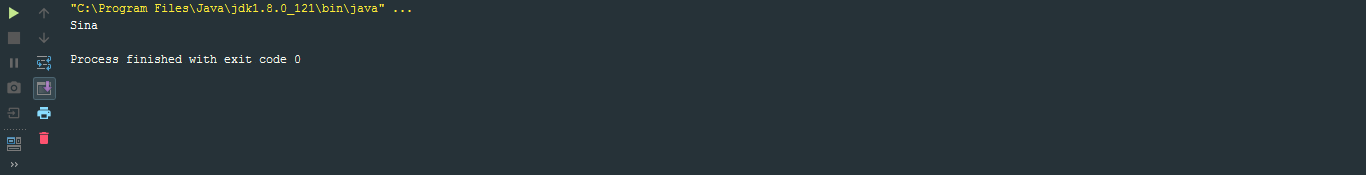 "C:\Program Files\Java\jdk1.8.0_121\bin\java" ...
Sina
Process finished with exit code 0